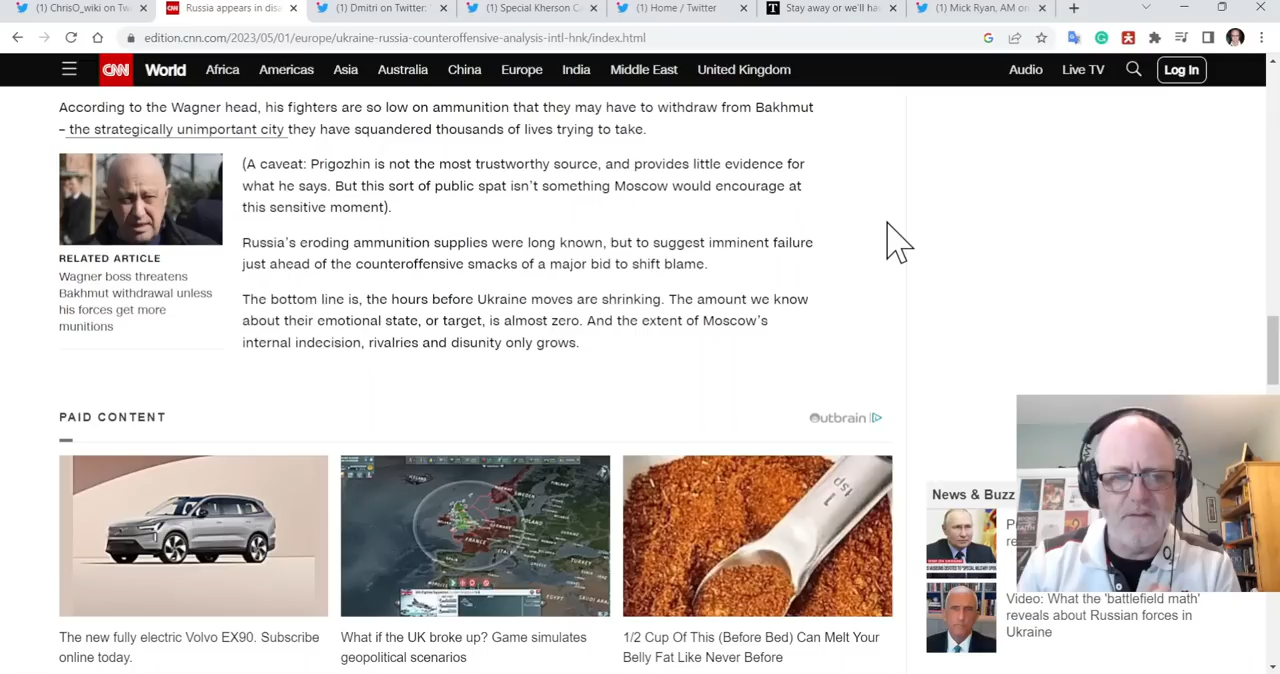 (1) ChrisO_wiki on Tw
Russia appears in disa
(1) Dmitri on Twitter:
(1) Special Kherson C
(1) Home / Twitter
Stay away or we'll ha
(1) Mick Ryan, AM on
edition.cnn.com/2023/05/01/europe/ukraine-russia-counteroffensive-analysis-intl-hnk/index.html
CNN World Africa Americas Asia Australia China Europe India Middle East United Kingdom Audio Live TV Log In
According to the Wagner head, his fighters are so low on ammunition that they may have to withdraw from Bakhmut
– the strategically unimportant city they have squandered thousands of lives trying to take.
(A caveat: Prigozhin is not the most trustworthy source, and provides little evidence for
what he says. But this sort of public spat isn't something Moscow would encourage at
this sensitive moment).
RELATED ARTICLE
Wagner boss threatens
Bakhmut withdrawal unless
his forces get more
munitions
Russia's eroding ammunition supplies were long known, but to suggest imminent failure
just ahead of the counteroffensive smacks of a major bid to shift blame.
The bottom line is, the hours before Ukraine moves are shrinking. The amount we know
about their emotional state, or target, is almost zero. And the extent of Moscow's
internal indecision, rivalries and disunity only grows.
PAID CONTENT
Outbrain
The new fully electric Volvo EX90. Subscribe
online today.
FRANCE
POLAND
What if the UK broke up? Game simulates
geopolitical scenarios
1 tsp
1/2 Cup Of This (Before Bed) Can Melt Your
Belly Fat Like Never Before
News & Buzz
P
re
Video: What the 'battlefield math'
reveals about Russian forces in
Ukraine